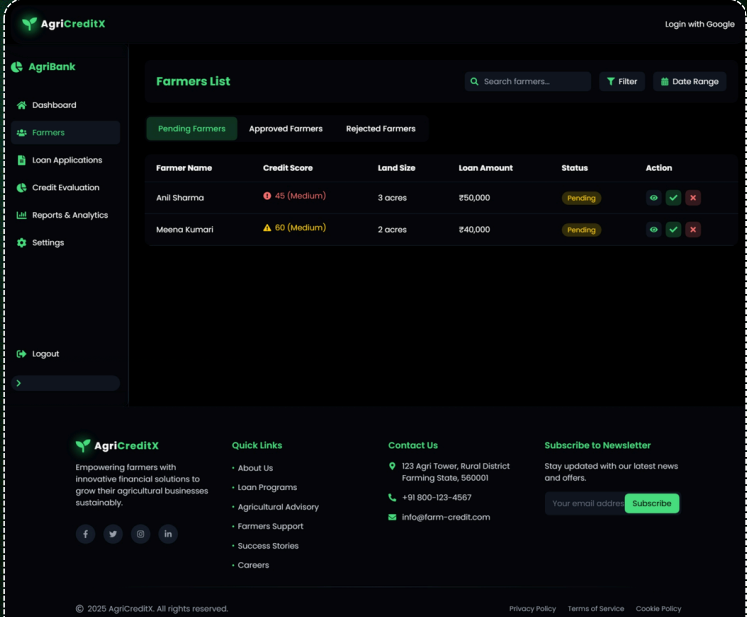 AgriCreditX
Login with Google
AgriBank
Dashboard
Farmers
Loan Applications
Credit Evaluation
Reports & Analytics
Settings
Logout
Farmers List
Search farmers...
Filter
Date Range
Pending Farmers Approved Farmers Rejected Farmers
Farmer Name Credit Score Land Size Loan Amount Status Action
Anil Sharma 45 (Medium) 3 acres ₹50,000 Pending
Meena Kumari 60 (Medium) 2 acres ₹40,000 Pending
AgriCreditX
Empowering farmers with
innovative financial solutions to
grow their agricultural businesses
sustainably.
Quick Links
• About Us
• Loan Programs
• Agricultural Advisory
• Farmers Support
• Success Stories
• Careers
Contact Us
123 Agri Tower, Rural District
Farming State, 560001
+91 800-123-4567
info@farm-credit.com
Subscribe to Newsletter
Stay updated with our latest news
and offers.
Your email addres Subscribe
© 2025 AgriCreditX. All rights reserved.
Privacy Policy Terms of Service Cookie Policy